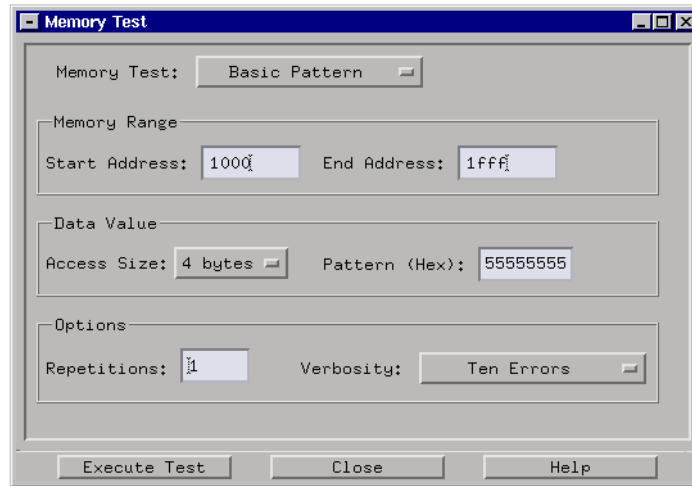 Memory Test
Memory Test: Basic Pattern
Memory Range
Start Address: 1000 End Address: 1fff
Data Value
Access Size: 4 bytes Pattern (Hex): 55555555
Options
Repetitions: 1 Verbosity: Ten Errors
Execute Test Close Help